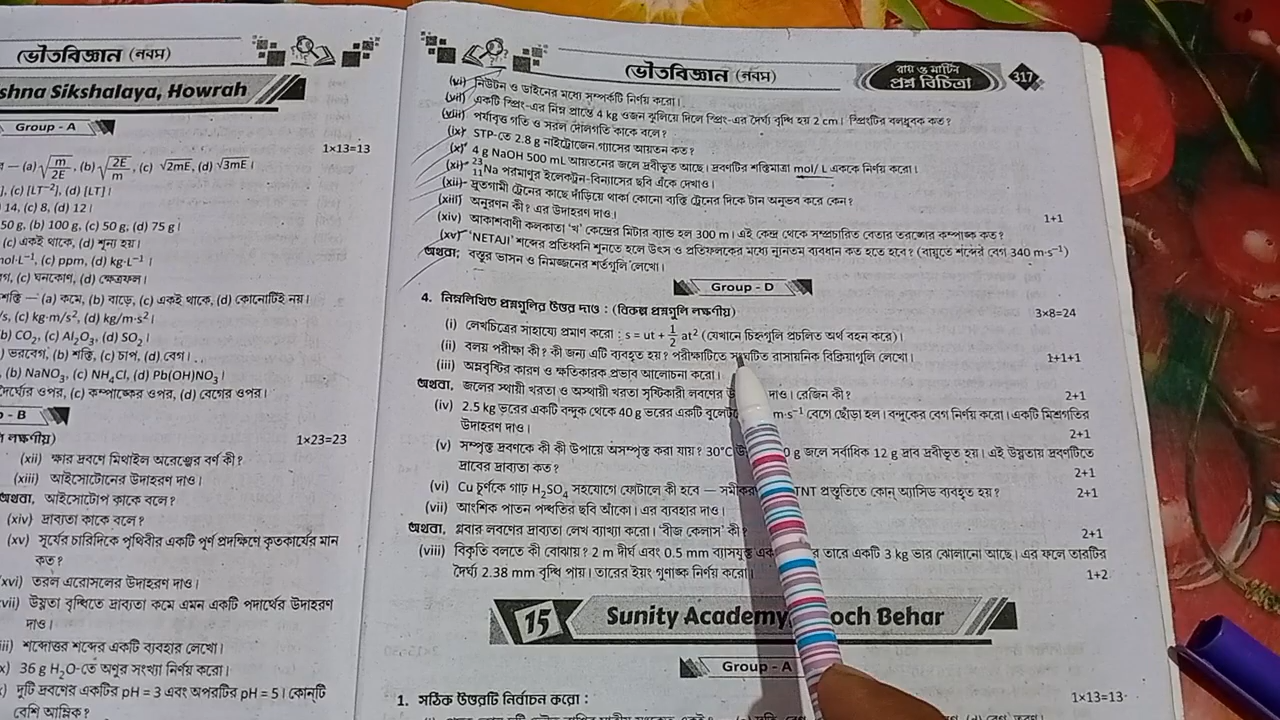 ভৌতবিজ্ঞান (নবম)
shna Sikshalaya, Howrah
Group - A
1×13=13
— (a) √m/2E, (b) √2E/m, (c) √2mE, (d) √3mE।
, (c) [LT⁻²], (d) [LT]।
14, (c) 8, (d) 12।
50 g, (b) 100 g, (c) 50 g, (d) 75 g।
(c) একই থাকে, (d) শূন্য হয়।
mol·L⁻¹, (c) ppm, (d) kg·L⁻¹ ।
(c) ঘনকোণ, (d) ক্ষেত্রফল।
শক্তি — (a) কমে, (b) বাড়ে, (c) একই থাকে, (d) কোনোটিই নয়।
/s, (c) kg·m/s², (d) kg/m·s²।
b) CO₂, (c) Al₂O₃, (d) SO₂।
) ভরবেগ, (b) শক্তি, (c) চাপ, (d) বেগ।
, (b) NaNO₃, (c) NH₄Cl, (d) Pb(OH)NO₃।
দৈর্ঘ্যের ওপর, (c) কম্পাঙ্কের ওপর, (d) বেগের ওপর।
- B
লক্ষণীয়) 1×23=23
(xii) ক্ষার দ্রবণে মিথাইল অরেঞ্জের বর্ণ কী?
(xiii) আইসোটোনের উদাহরণ দাও।
অথবা, আইসোটোপ কাকে বলে?
(xiv) দ্রাব্যতা কাকে বলে?
(xv) সূর্যের চারিদিকে পৃথিবীর একটি পূর্ণ প্রদক্ষিণে কৃতকার্যের মান
কত?
xvi) তরল এরোসলের উদাহরণ দাও।
vii) উষ্ণতা বৃদ্ধিতে দ্রাব্যতা কমে এমন একটি পদার্থের উদাহরণ
দাও।
iii) শব্দোত্তর শব্দের একটি ব্যবহার লেখো।
x) 36 g H₂O-তে অণুর সংখ্যা নির্ণয় করো।
) দুটি দ্রবণের একটির pH = 3 এবং অপরটির pH = 5। কোনটি
বেশি আম্লিক?
ভৌতবিজ্ঞান (নবম)
রায় ও মার্টিন
প্রশ্ন বিচিত্রা
317
(vi) নিউটন ও ডাইনের মধ্যে সম্পর্কটি নির্ণয় করো।
(vii) একটি স্প্রিং-এর নিম্ন প্রান্তে 4 kg ওজন ঝুলিয়ে দিলে স্প্রিং-এর দৈর্ঘ্য বৃদ্ধি হয় 2 cm। স্প্রিংটির বলধ্রুবক কত?
(viii) পর্যাবৃত্ত গতি ও সরল দোলগতি কাকে বলে?
(ix) STP-তে 2.8 g নাইট্রোজেন গ্যাসের আয়তন কত?
(x) 4 g NaOH 500 mL আয়তনের জলে দ্রবীভূত আছে। দ্রবণটির শক্তিমাত্রা mol/ L এককে নির্ণয় করো।
(xi) ²³₁₁Na পরমাণুর ইলেকট্রন-বিন্যাসের ছবি এঁকে দেখাও।
(xii) দ্রুতগামী ট্রেনের কাছে দাঁড়িয়ে থাকা কোনো ব্যক্তি ট্রেনের দিকে টান অনুভব করে কেন?
(xiii) অনুরণন কী? এর উদাহরণ দাও। 1+1
(xiv) আকাশবাণী কলকাতা 'খ' কেন্দ্রের মিটার ব্যান্ড হল 300 m। এই কেন্দ্র থেকে সম্প্রচারিত বেতার তরঙ্গের কম্পাঙ্ক কত?
(xv) 'NETAJI' শব্দের প্রতিধ্বনি শুনতে হলে উৎস ও প্রতিফলকের মধ্যে ন্যূনতম ব্যবধান কত হতে হবে? (বায়ুতে শব্দের বেগ 340 m·s⁻¹)
অথবা, বস্তুর ভাসন ও নিমজ্জনের শর্তগুলি লেখো।
Group - D
4. নিম্নলিখিত প্রশ্নগুলির উত্তর দাও : (বিকল্প প্রশ্নগুলি লক্ষণীয়) 3×8=24
(i) লেখচিত্রের সাহায্যে প্রমাণ করো : s = ut + 1/2 at² (যেখানে চিহ্নগুলি প্রচলিত অর্থ বহন করে)।
(ii) বলয় পরীক্ষা কী? কী জন্য এটি ব্যবহৃত হয়? পরীক্ষাটিতে সংঘটিত রাসায়নিক বিক্রিয়াগুলি লেখো। 1+1+1
(iii) অম্লবৃষ্টির কারণ ও ক্ষতিকারক প্রভাব আলোচনা করো।
অথবা, জলের স্থায়ী খরতা ও অস্থায়ী খরতা সৃষ্টিকারী লবণের দাও। রেজিন কী? 2+1
(iv) 2.5 kg ভরের একটি বন্দুক থেকে 40 g ভরের একটি বুলেট m·s⁻¹ বেগে ছোঁড়া হল। বন্দুকের বেগ নির্ণয় করো। একটি মিশ্রগতির
উদাহরণ দাও। 2+1
(v) সম্পৃক্ত দ্রবণকে কী কী উপায়ে অসম্পৃক্ত করা যায়? 30°C 0 g জলে সর্বাধিক 12 g দ্রাব দ্রবীভূত হয়। এই উষ্ণতায় দ্রবণটিতে
দ্রাবের দ্রাব্যতা কত? 2+1
(vi) Cu চূর্ণকে গাঢ় H₂SO₄ সহযোগে ফোটালে কী হবে — সমীকর TNT প্রস্তুতিতে কোন্ অ্যাসিড ব্যবহৃত হয়? 2+1
(vii) আংশিক পাতন পদ্ধতির ছবি আঁকো। এর ব্যবহার দাও।
অথবা, গ্লবার লবণের দ্রাব্যতা লেখ ব্যাখ্যা করো। 'বীজ কেলাস' কী? 2+1
(viii) বিকৃতি বলতে কী বোঝায়? 2 m দীর্ঘ এবং 0.5 mm ব্যাসযুক্ত এক র তারে একটি 3 kg ভার ঝোলানো আছে। এর ফলে তারটির
দৈর্ঘ্য 2.38 mm বৃদ্ধি পায়। তারের ইয়ং গুণাঙ্ক নির্ণয় করো। 1+2
15 Sunity Academy, och Behar
Group - A
1. সঠিক উত্তরটি নির্বাচন করো : 1×13=13